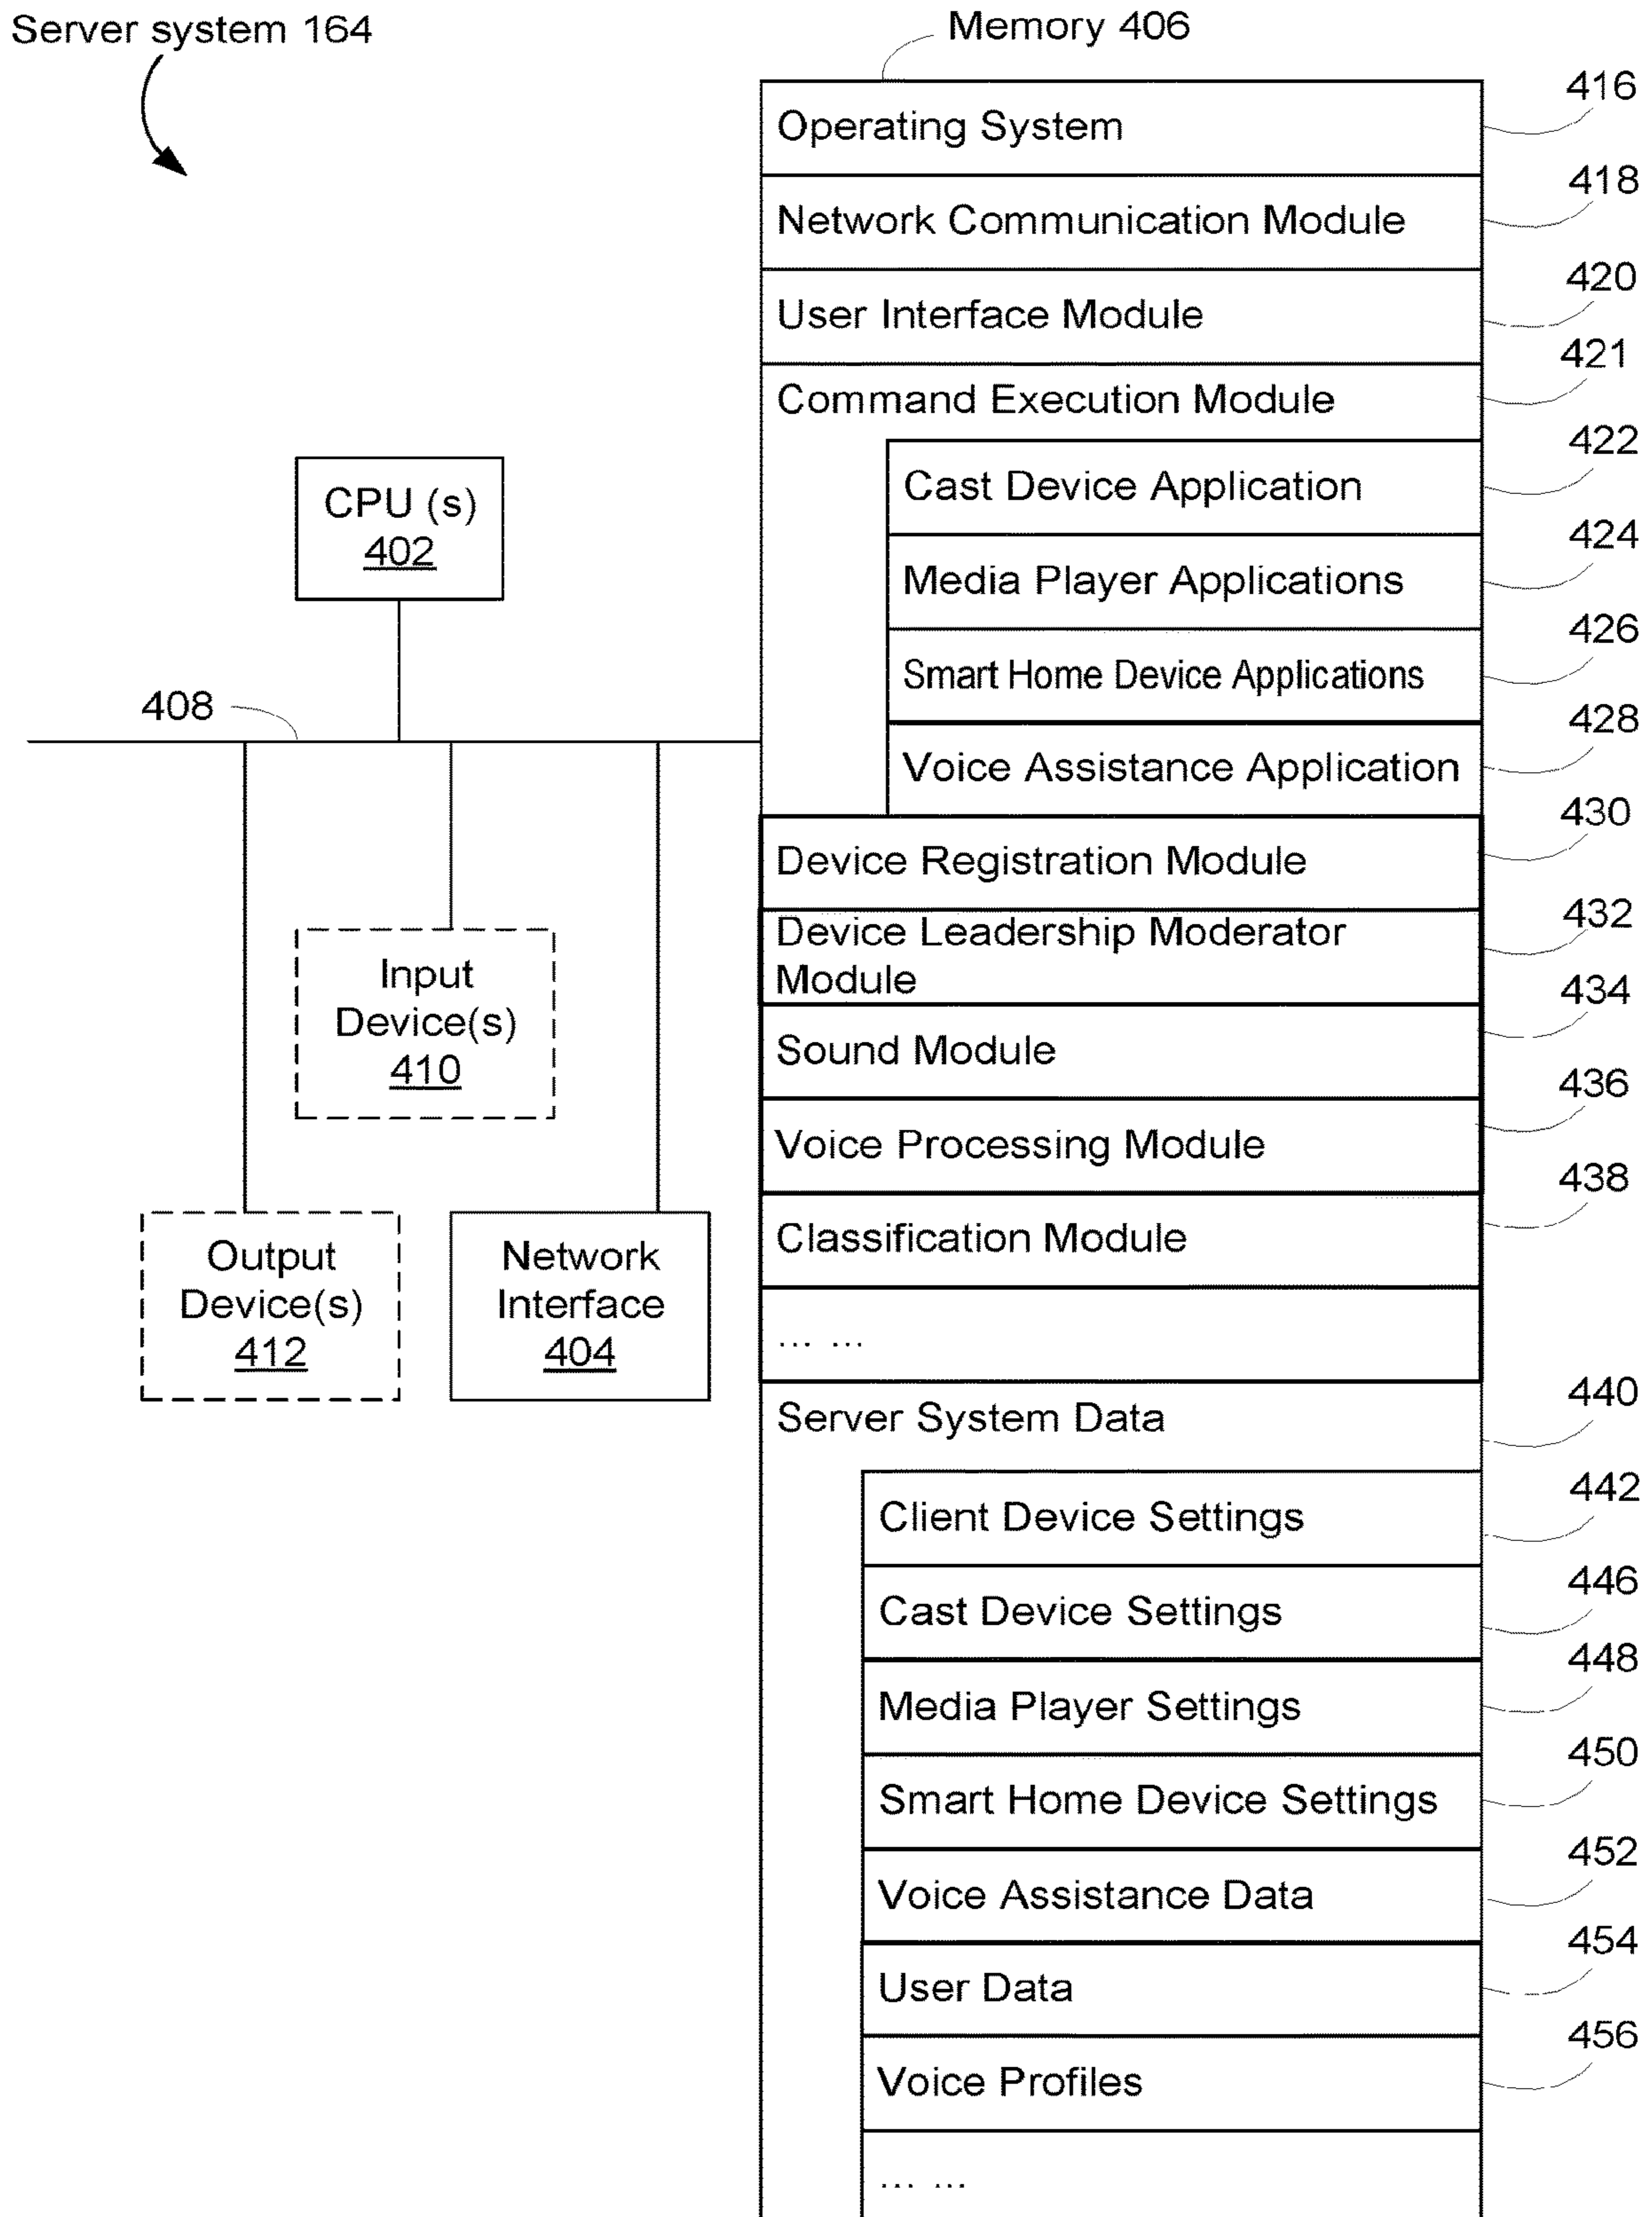 Server system 164
Memory 406
Operating System
416
Network Communication Module
418
User Interface Module
420
Command Execution Module
421
Cast Device Application
422
Media Player Applications
424
Smart Home Device Applications
426
Voice Assistance Application
428
CPU (s)
402
408
Input
Device(s)
410
Output
Device(s)
412
Network
Interface
404
Device Registration Module
430
Device Leadership Moderator
Module
432
Sound Module
434
Voice Processing Module
436
Classification Module
438
... ...
Server System Data
440
Client Device Settings
442
Cast Device Settings
446
Media Player Settings
448
Smart Home Device Settings
450
Voice Assistance Data
452
User Data
454
Voice Profiles
456
... ...